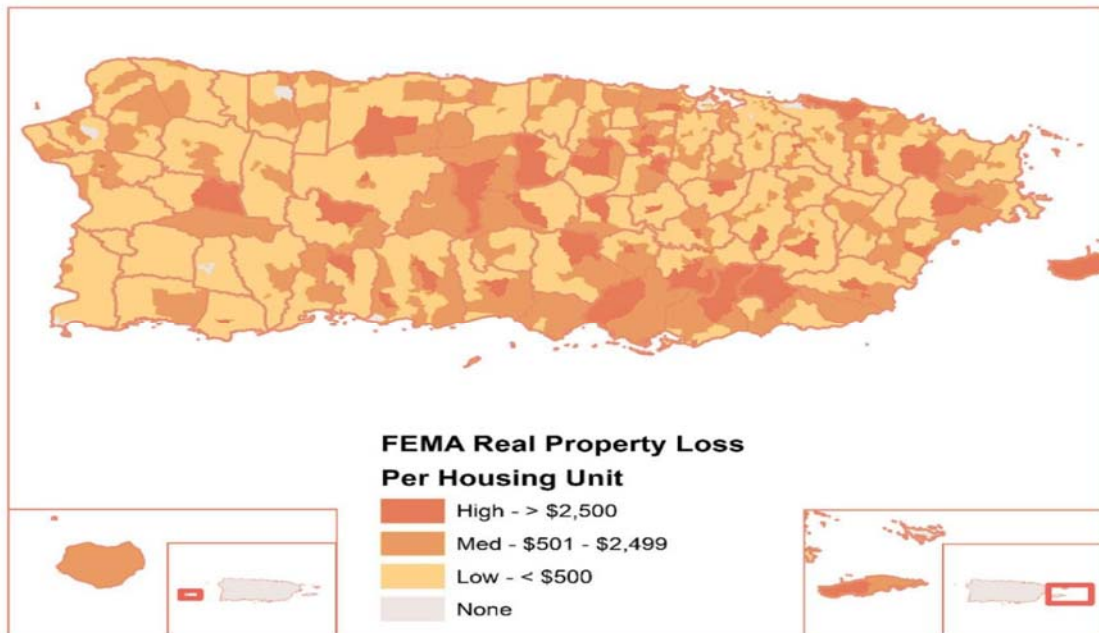 FEMA Real Property Loss
Per Housing Unit
High - > $2,500
Med - $501 - $2,499
Low - < $500
None